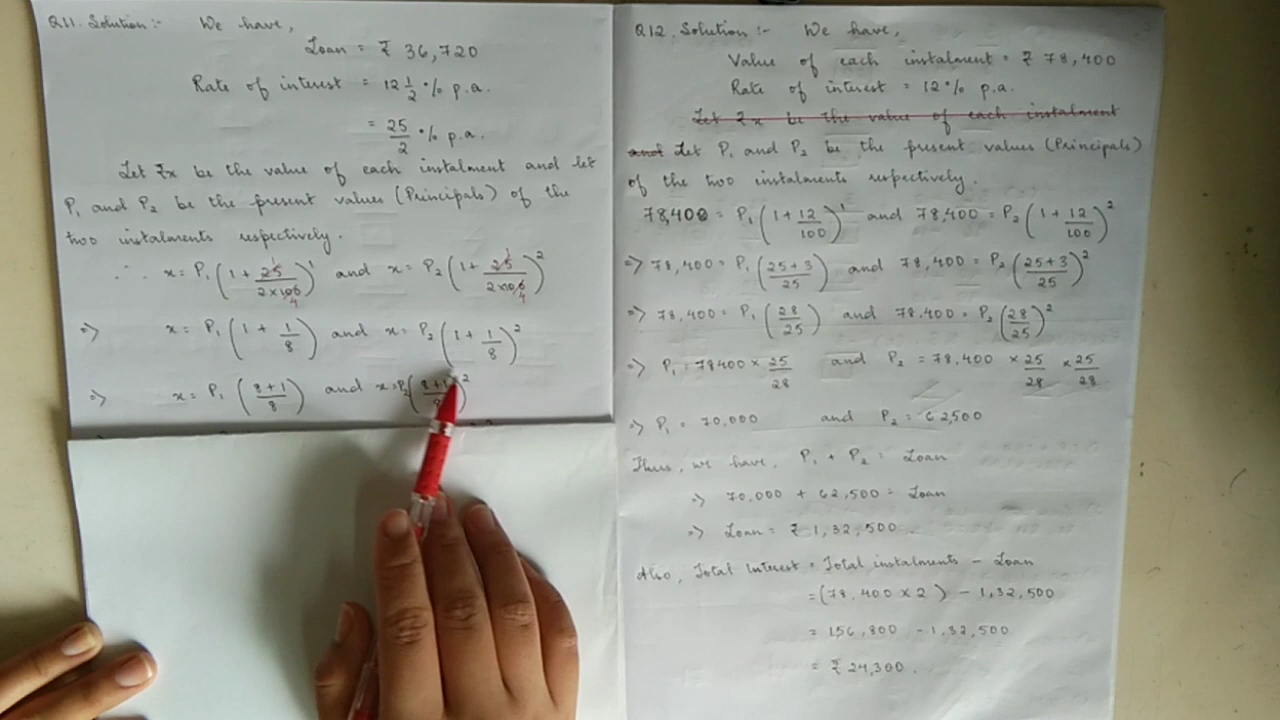 Q11. Solution:- We have,
Loan = ₹ 36,720
Rate of interest = 12 1/2 % p.a.
= 25/2 % p.a.
Let ₹x be the value of each instalment and let
P₁ and P₂ be the present values (Principals) of the
two instalments respectively.
∴ x = P₁(1 + 25/(2×100))¹ and x = P₂(1 + 25/(2×100))²
=> x = P₁(1 + 1/8) and x = P₂(1 + 1/8)²
=> x = P₁((8+1)/8) and x = P₂((8+1)/8)²
Q12. Solution :- We have,
Value of each instalment = ₹ 78,400
Rate of interest = 12% p.a.
Let ₹x be the value of each instalment
and Let P₁ and P₂ be the present values (Principals)
of the two instalments respectively.
78,400 = P₁(1 + 12/100)¹ and 78,400 = P₂(1 + 12/100)²
=> 78,400 = P₁((25+3)/25) and 78,400 = P₂((25+3)/25)²
=> 78,400 = P₁(28/25) and 78,400 = P₂(28/25)²
=> P₁ = 78400 × 25/28 and P₂ = 78,400 × 25/28 × 25/28
=> P₁ = 70,000 and P₂ = 62,500
Thus, we have, P₁ + P₂ = Loan
=> 70,000 + 62,500 = Loan
=> Loan = ₹ 1,32,500.
Also, Total interest = Total instalments - Loan
= (78,400 × 2) - 1,32,500
= 156,800 - 1,32,500
= ₹ 24,300.